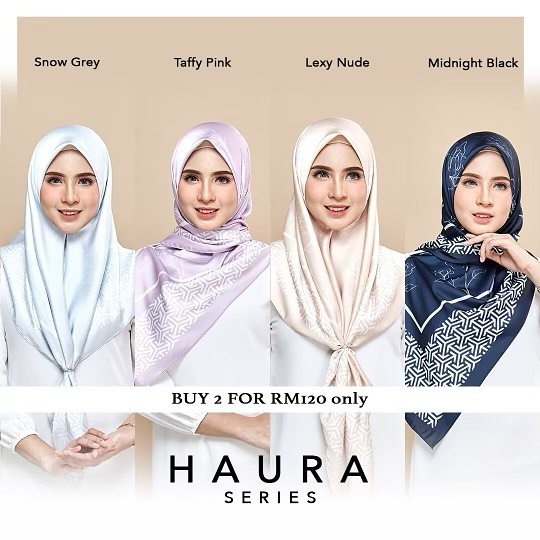 Snow Grey
Taffy Pink
Lexy Nude
Midnight Black
BUY 2 FOR RM120 only
HAURA
SERIES